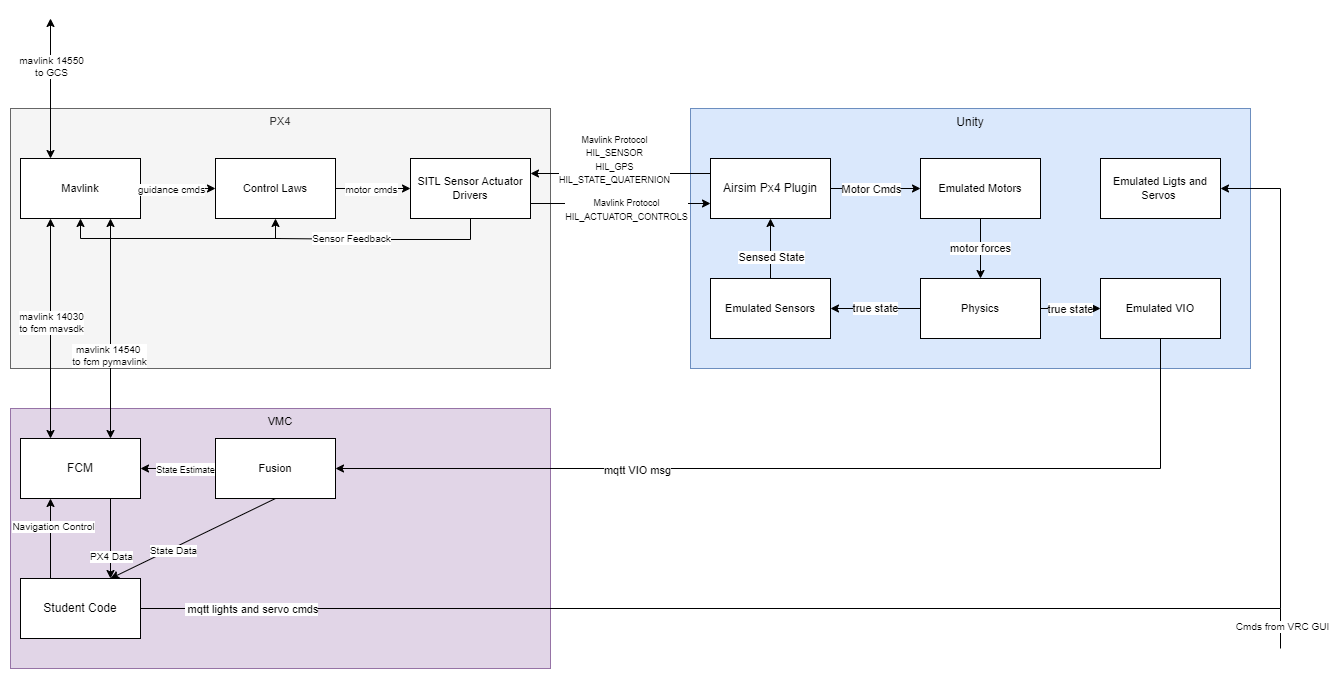 mavlink 14550
to GCS
PX4
Unity
Mavlink
guidance cmds
Control Laws
motor cmds
SITL Sensor Actuator
Drivers
Sensor Feedback
Mavlink Protocol
HIL_SENSOR
HIL_GPS
HIL_STATE_QUATERNION
Mavlink Protocol
HIL_ACTUATOR_CONTROLS
Airsim Px4 Plugin
Motor Cmds
Emulated Motors
Emulated Ligts and
Servos
Sensed State
motor forces
Emulated Sensors
true state
Physics
true state
Emulated VIO
mavlink 14030
to fcm mavsdk
mavlink 14540
to fcm pymavlink
VMC
FCM
State Estimate
Fusion
mqtt VIO msg
Navigation Control
PX4 Data
State Data
Student Code
mqtt lights and servo cmds
Cmds from VRC GUI